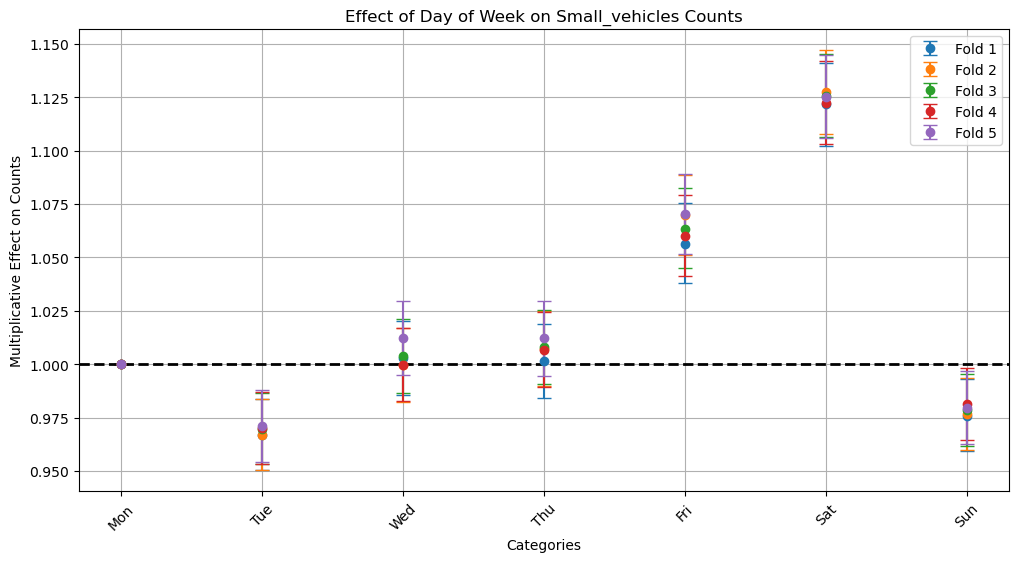 Effect of Day of Week on Small_vehicles Counts
Multiplicative Effect on Counts
1.150
1.125
1.100
1.075
1.050
1.025
1.000
0.975
0.950
Fold 1
Fold 2
Fold 3
Fold 4
Fold 5
Mon
Tue
Wed
Thu
Fri
Sat
Sun
Categories